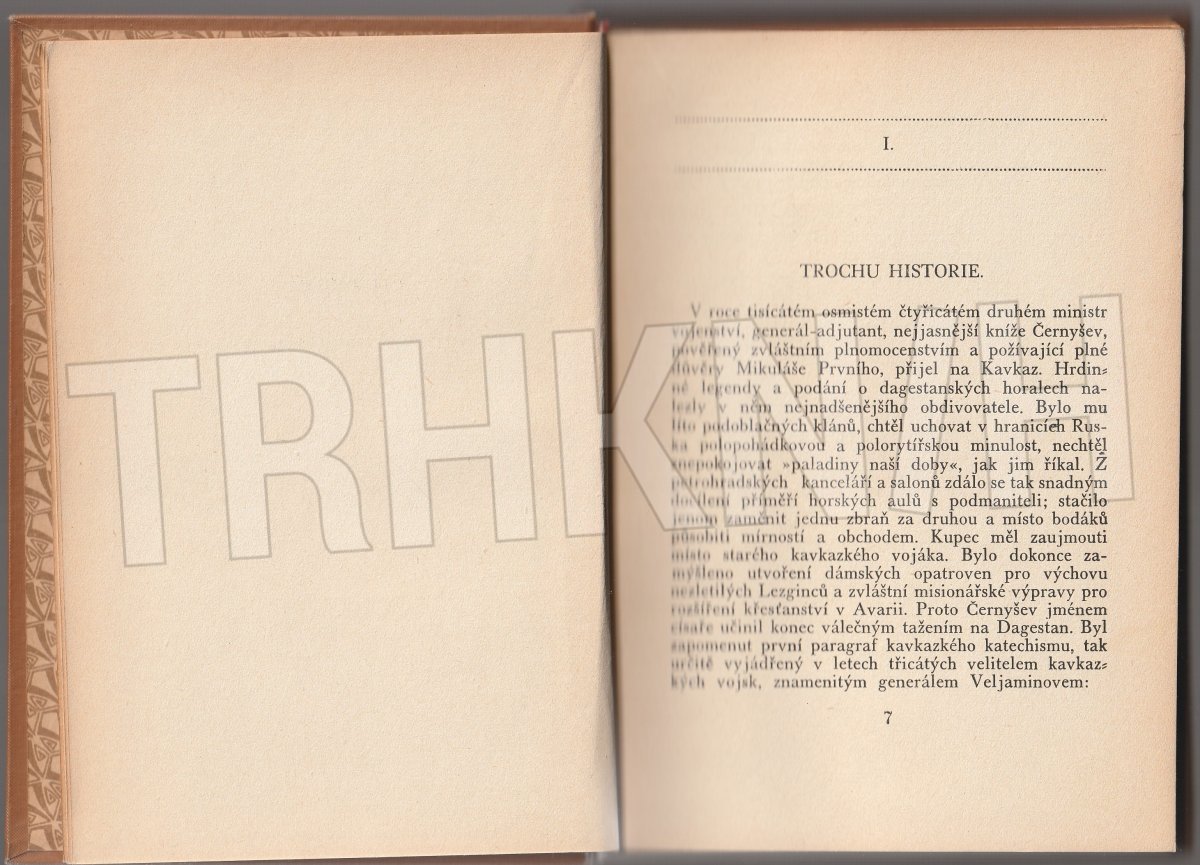 I.
TROCHU HISTORIE.
V roce tisícátém osmistém čtyřicátém druhém ministr
vojenství, generál-adjutant, nejjasnější kníže Černyšev,
pověřený zvláštním plnomocenstvím a požívající plné
důvěry Mikuláše Prvního, přijel na Kavkaz. Hrdin-
né legendy a podání o dagestanských horalech na-
lezly v něm nejnadšenějšího obdivovatele. Bylo mu
líto podoblačných klánů, chtěl uchovat v hranicích Rus-
ka polopohádkovou a polorytířskou minulost, nechtěl
znepokojovat »paladiny naší doby«, jak jim říkal. Z
petrohradských kanceláří a salonů zdálo se tak snadným
docílení příměří horských aulů s podmaniteli; stačilo
jenom zaměnit jednu zbraň za druhou a místo bodáků
působiti mírností a obchodem. Kupec měl zaujmouti
místo starého kavkazkého vojáka. Bylo dokonce za-
mýšleno utvoření dámských opatroven pro výchovu
nezletilých Lezginců a zvláštní misionářské výpravy pro
rozšíření křesťanství v Avarii. Proto Černyšev jménem
císaře učinil konec válečným tažením na Dagestan. Byl
zapomenut první paragraf kavkazkého katechismu, tak
určitě vyjádřený v letech třicátých velitelem kavkaz-
kých vojsk, znamenitým generálem Veljaminovem:
7
TRHKNIH